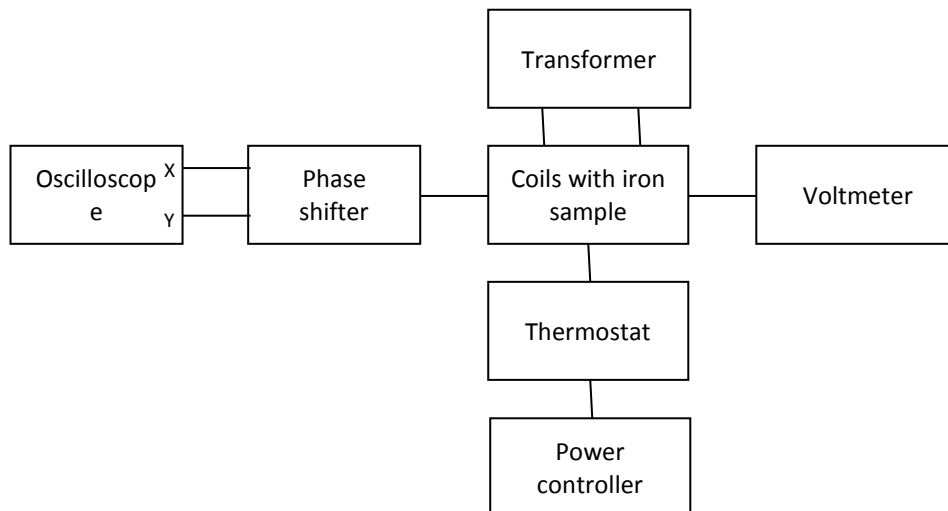 Transformer
Oscilloscop
e
X
Y
Phase
shifter
Coils with iron
sample
Voltmeter
Thermostat
Power
controller